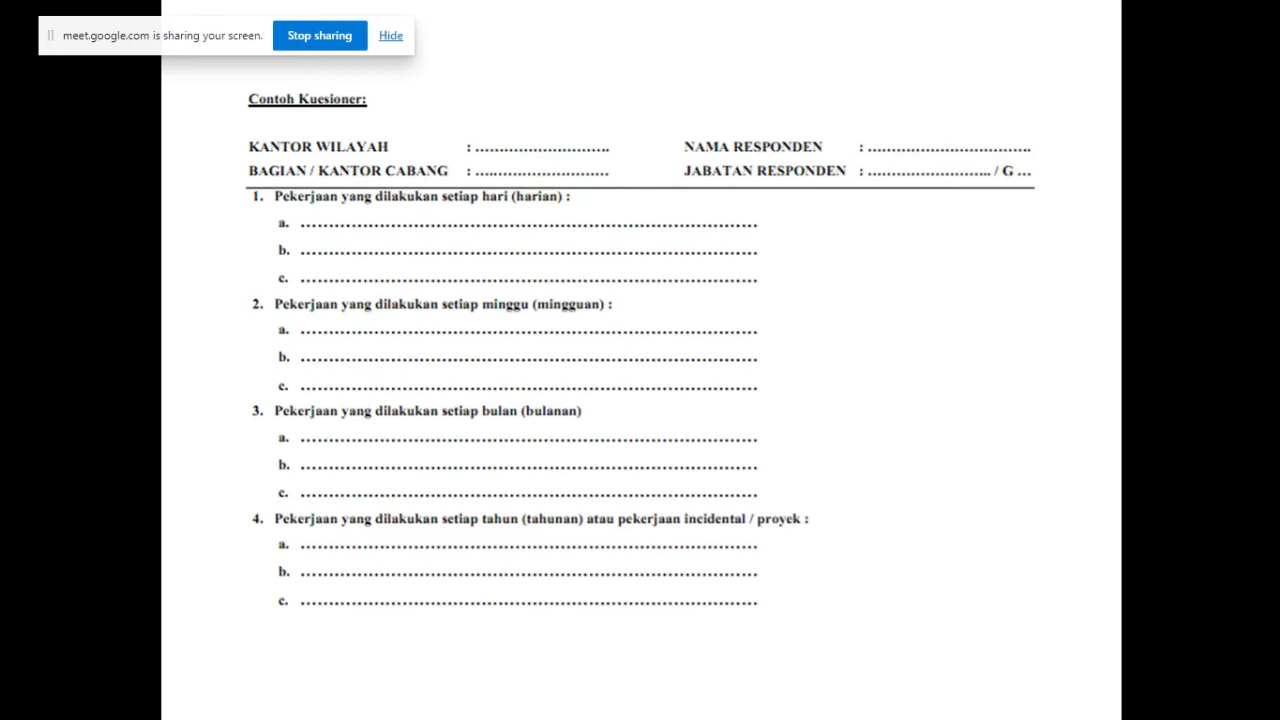 meet.google.com is sharing your screen. Stop sharing Hide
Contoh Kuesioner:
KANTOR WILAYAH : ............................ NAMA RESPONDEN : ..................................
BAGIAN / KANTOR CABANG : ............................ JABATAN RESPONDEN : .......................... / G ...
1. Pekerjaan yang dilakukan setiap hari (harian) :
a. ..........................................................................
b. ..........................................................................
c. ..........................................................................
2. Pekerjaan yang dilakukan setiap minggu (mingguan) :
a. ..........................................................................
b. ..........................................................................
c. ..........................................................................
3. Pekerjaan yang dilakukan setiap bulan (bulanan)
a. ..........................................................................
b. ..........................................................................
c. ..........................................................................
4. Pekerjaan yang dilakukan setiap tahun (tahunan) atau pekerjaan incidental / proyek :
a. ..........................................................................
b. ..........................................................................
c. ..........................................................................